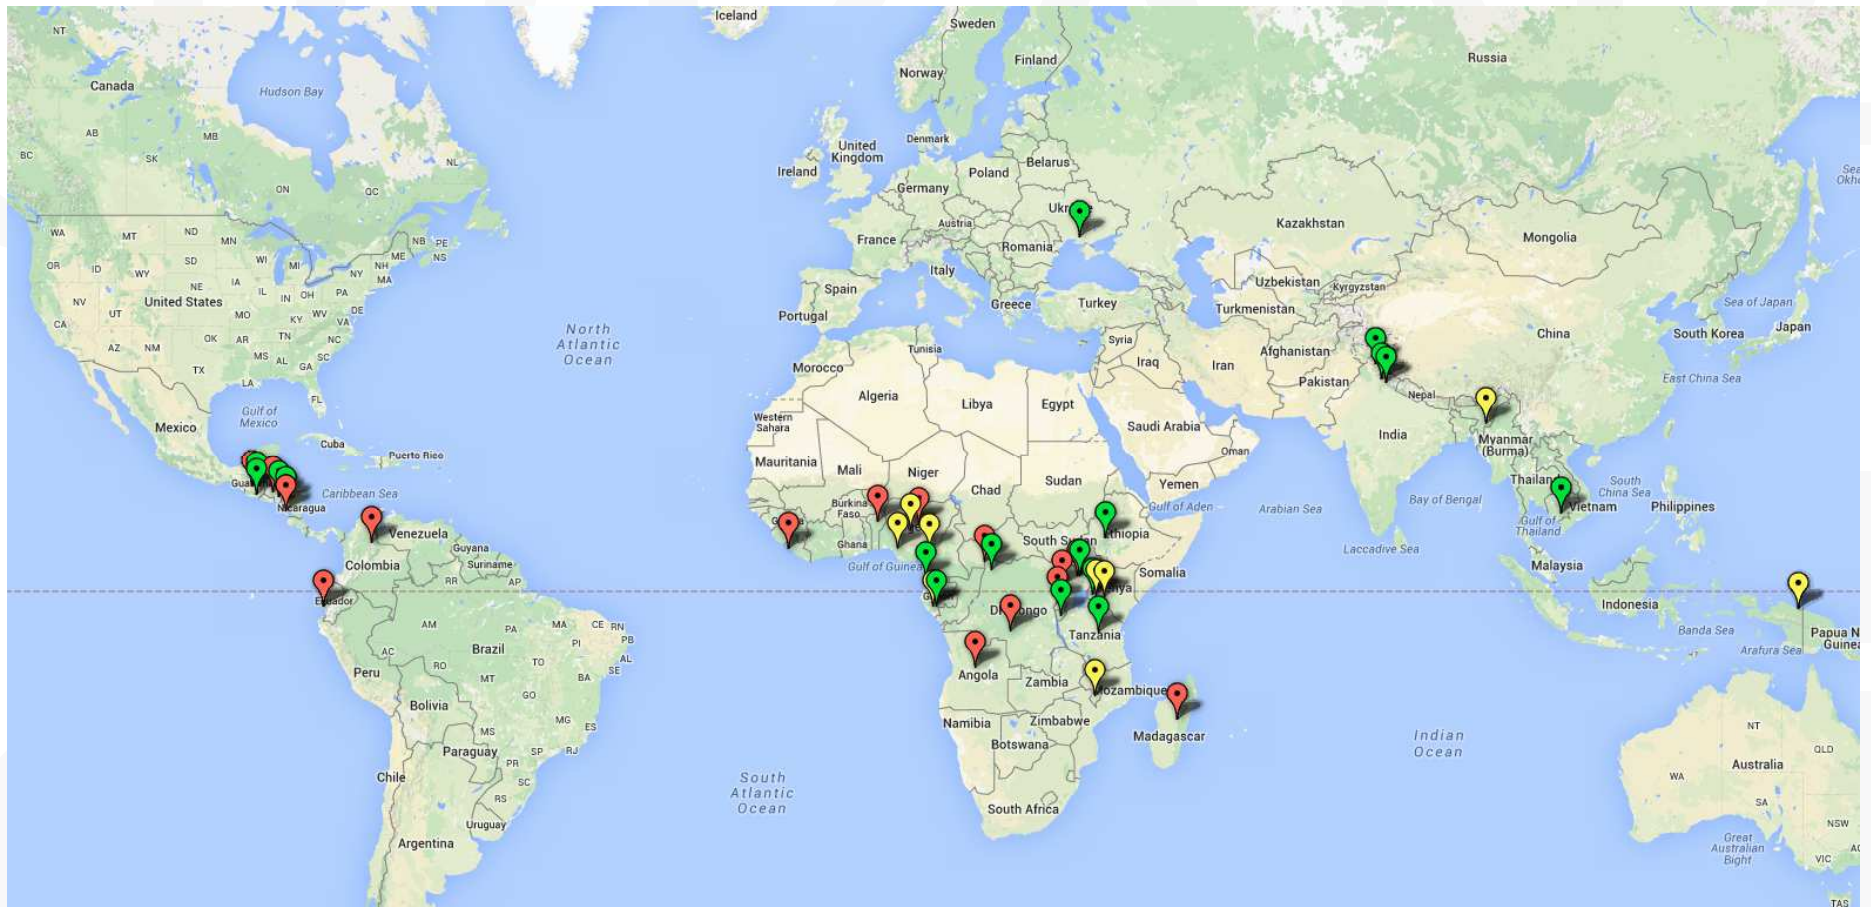 Iceland
Sweden
Finland
Norway
Russia
NT
Canada
Hudson Bay
AB
MB
BC
SK
NL
ON
QC
United
Kingdom
Ireland
Denmark
Belarus
Poland
Germany
Austria
France
Romania
Italy
Spain
Portugal
Greece
Turkey
Kazakhstan
Mongolia
Uzbekistan
Kyrgyzstan
Turkmenistan
Sea of Japan
China
South Korea
Japan
East China Sea
WA
MT
ND
MN
NB
PE
NS
ME
OR
ID
WY
SD
WI
MI
NH
NY
MA
NE
IA
IL
IN
OH
PA
NV
UT
United States
MO
KY
WV
DE
VA
CA
AZ
NM
OK
AR
TN
NC
MS
AL
SC
GA
TX
LA
FL
North
Atlantic
Ocean
Gulf of
Mexico
Mexico
Cuba
Puerto Rico
Caribbean Sea
Nicaragua
Tunisia
Morocco
Algeria
Libya
Egypt
Western
Sahara
Mauritania
Mali
Niger
Chad
Sudan
Syria
Iraq
Iran
Afghanistan
Pakistan
Saudi Arabia
Oman
Yemen
Gulf of Aden
Nepal
India
Myanmar
(Burma)
Arabian Sea
Bay of Bengal
South
China Sea
Vietnam
Gulf of
Thailand
Philippines
Laccadive Sea
Malaysia
Indonesia
Banda Sea
Arafura Sea
Burkina
Faso
Ghana
Gulf of Guinea
Somalia
Tanzania
Angola
Zambia
Namibia
Zimbabwe
Botswana
Madagascar
South Africa
Venezuela
Guyana
Suriname
Colombia
RR
AP
AM
PA
MA
CE
RN
PB
PI
AL
SE
AC
RO
Brazil
TO
BA
Peru
MT
GO
Bolivia
MG
ES
MS
Paraguay
SP
RJ
PR
Chile
SC
RS
Uruguay
Argentina
South
Atlantic
Ocean
Indian
Ocean
NT
QLD
Australia
WA
SA
NSW
Great
Australian
Bight
VIC
TAS